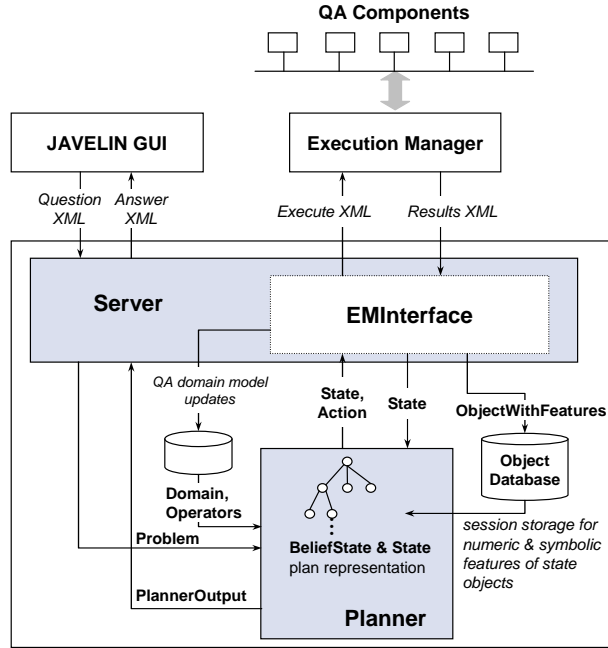 QA Components
JAVELIN GUI
Execution Manager
Question
XML
Answer
XML
Execute XML
Results XML
Server
EMInterface
QA domain model
updates
State,
Action
State
ObjectWithFeatures
Object
Database
Domain,
Operators
BeliefState & State
plan representation
session storage for
numeric & symbolic
features of state
objects
Problem
PlannerOutput
Planner